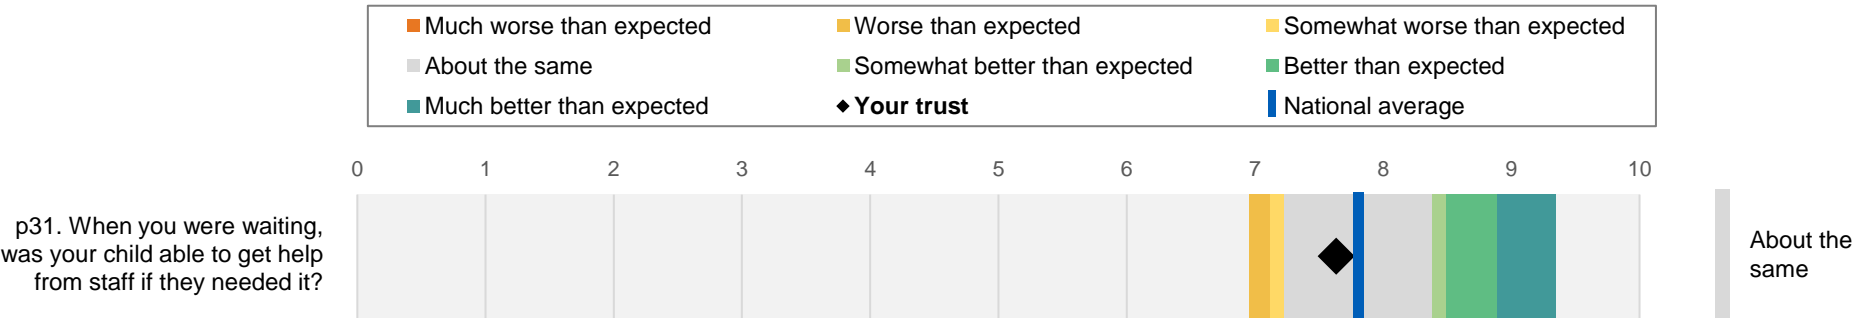 Much worse than expected
Worse than expected
Somewhat worse than expected
About the same
Somewhat better than expected
Better than expected
Much better than expected
Your trust
National average
0 1 2 3 4 5 6 7 8 9 10
p31. When you were waiting,
was your child able to get help
from staff if they needed it?
About the
same